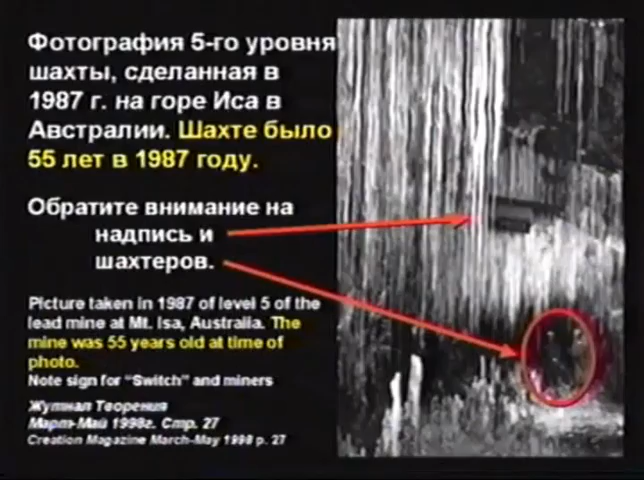 Фотография 5-го уровня
шахты, сделанная в
1987 г. на горе Иса в
Австралии. Шахте было
55 лет в 1987 году.
Обратите внимание на
надпись и
шахтеров.
Picture taken in 1987 of level 5 of the
lead mine at Mt. Isa, Australia. The
mine was 55 years old at time of
photo.
Note sign for "Switch" and miners
Журнал Творения
Март-Май 1998г. Стр. 27
Creation Magazine March-May 1998 p. 27